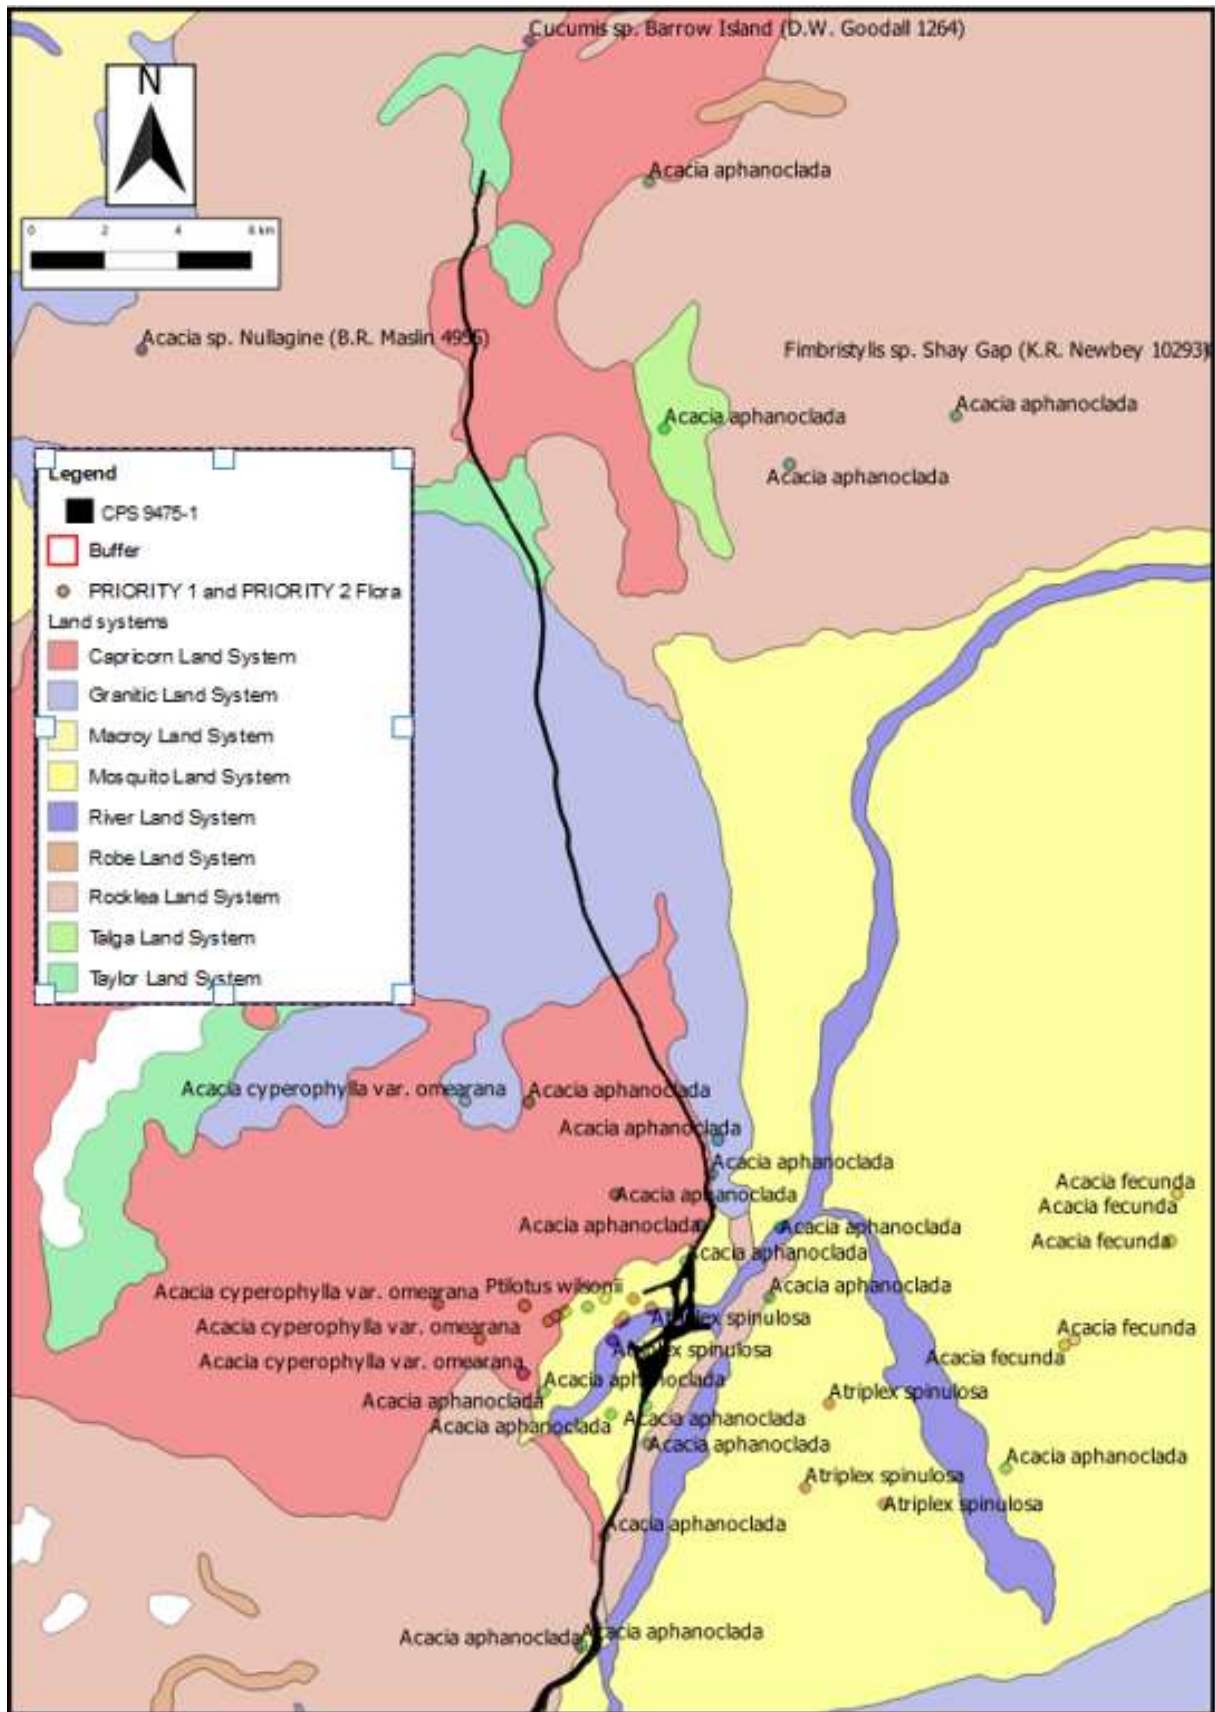 Cucumis sp. Barrow Island (D.W. Goodall 1264)
N
0 2 4 6 km
Acacia aphanoclada
Acacia sp. Nullagine (B.R. Maslin 4955)
Fimbristylis sp. Shay Gap (K.R. Newbey 10293)
Acacia aphanoclada
Acacia aphanoclada
Acacia aphanoclada
Legend
CPS 9475-1
Buffer
PRIORITY 1 and PRIORITY 2 Flora
Land systems
Capricorn Land System
Granitic Land System
Macroy Land System
Mosquito Land System
River Land System
Robe Land System
Rocklea Land System
Talga Land System
Taylor Land System
Acacia cyperophylla var. omearana
Acacia aphanoclada
Acacia aphanoclada
Acacia aphanoclada
Acacia fecunda
Acacia aphanoclada
Acacia fecunda
Acacia aphanoclada
Acacia aphanoclada
Acacia fecunda
Acacia aphanoclada
Acacia cyperophylla var. omearana
Ptilotus wilsonii
Acacia aphanoclada
Atriplex spinulosa
Acacia cyperophylla var. omearana
Acacia fecunda
Atriplex spinulosa
Acacia cyperophylla var. omearana
Acacia fecunda
Acacia aphanoclada
Atriplex spinulosa
Acacia aphanoclada
Acacia aphanoclada
Acacia aphanoclada
Acacia aphanoclada
Acacia aphanoclada
Atriplex spinulosa
Atriplex spinulosa
Acacia aphanoclada
Acacia aphanoclada
Acacia aphanoclada